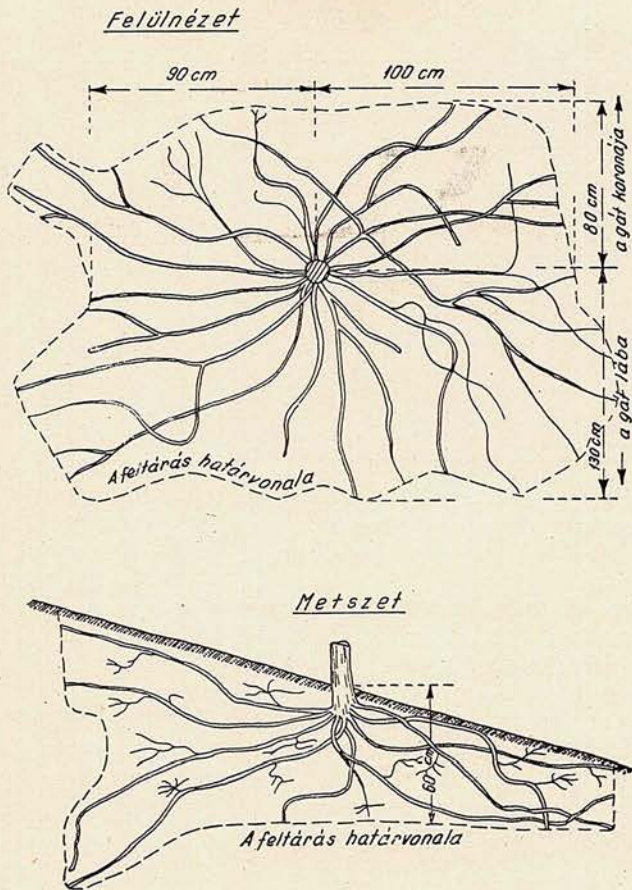 Felülnézet
90 cm
100 cm
80 cm
a gát koronája
a gát lába
130 cm
A feltárás határvonala
Metszet
60 cm
A feltárás határvonala